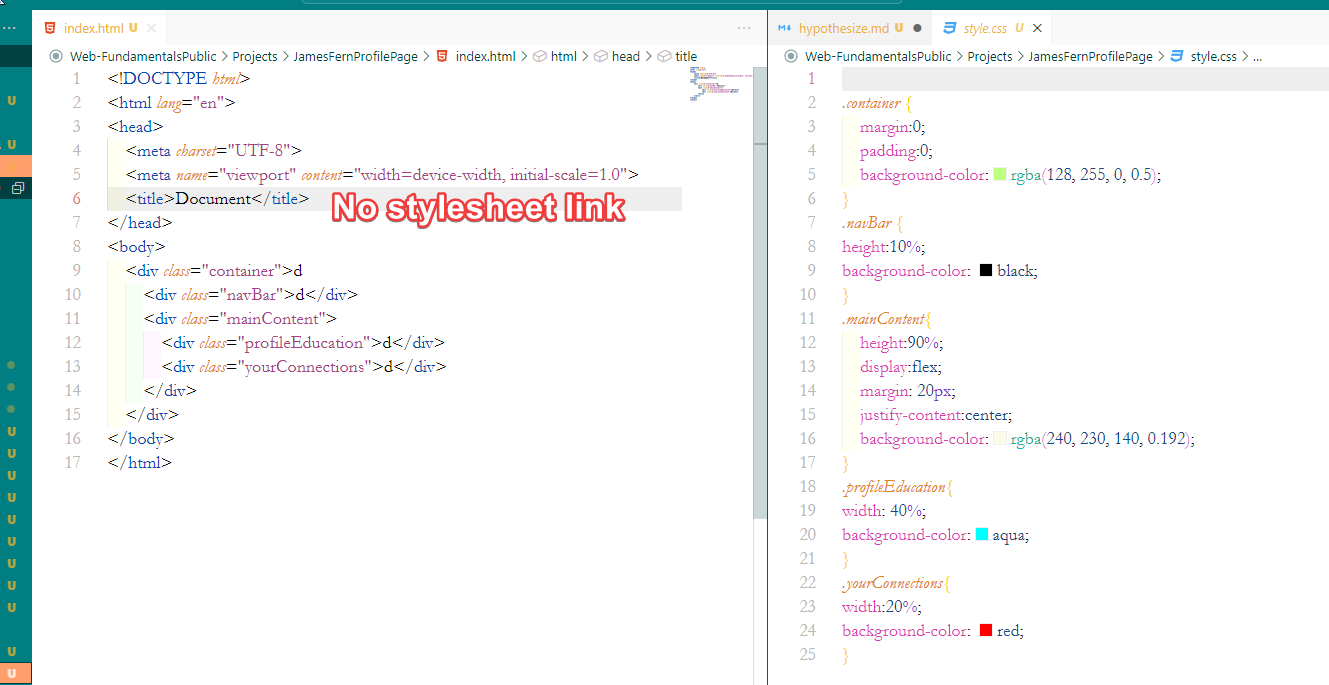 index.html U
Web-FundamentalsPublic > Projects > JamesFernProfilePage > index.html > html > head > title
1 <!DOCTYPE html>
2 <html lang="en">
3 <head>
4 <meta charset="UTF-8">
5 <meta name="viewport" content="width=device-width, initial-scale=1.0">
6 <title>Document</title>
No stylesheet link
7 </head>
8 <body>
9 <div class="container">d
10 <div class="navBar">d</div>
11 <div class="mainContent">
12 <div class="profileEducation">d</div>
13 <div class="yourConnections">d</div>
14 </div>
15 </div>
16 </body>
17 </html>
hypothesize.md U
style.css U
Web-FundamentalsPublic > Projects > JamesFernProfilePage > style.css > ...
1
2 .container {
3 margin:0;
4 padding:0;
5 background-color: rgba(128, 255, 0, 0.5);
6 }
7 .navBar {
8 height:10%;
9 background-color: black;
10 }
11 .mainContent{
12 height:90%;
13 display:flex;
14 margin: 20px;
15 justify-content:center;
16 background-color: rgba(240, 230, 140, 0.192);
17 }
18 .profileEducation{
19 width: 40%;
20 background-color: aqua;
21 }
22 .yourConnections{
23 width:20%;
24 background-color: red;
25 }
U
U
U
U
U
U
U
U
U
U
U
U
U